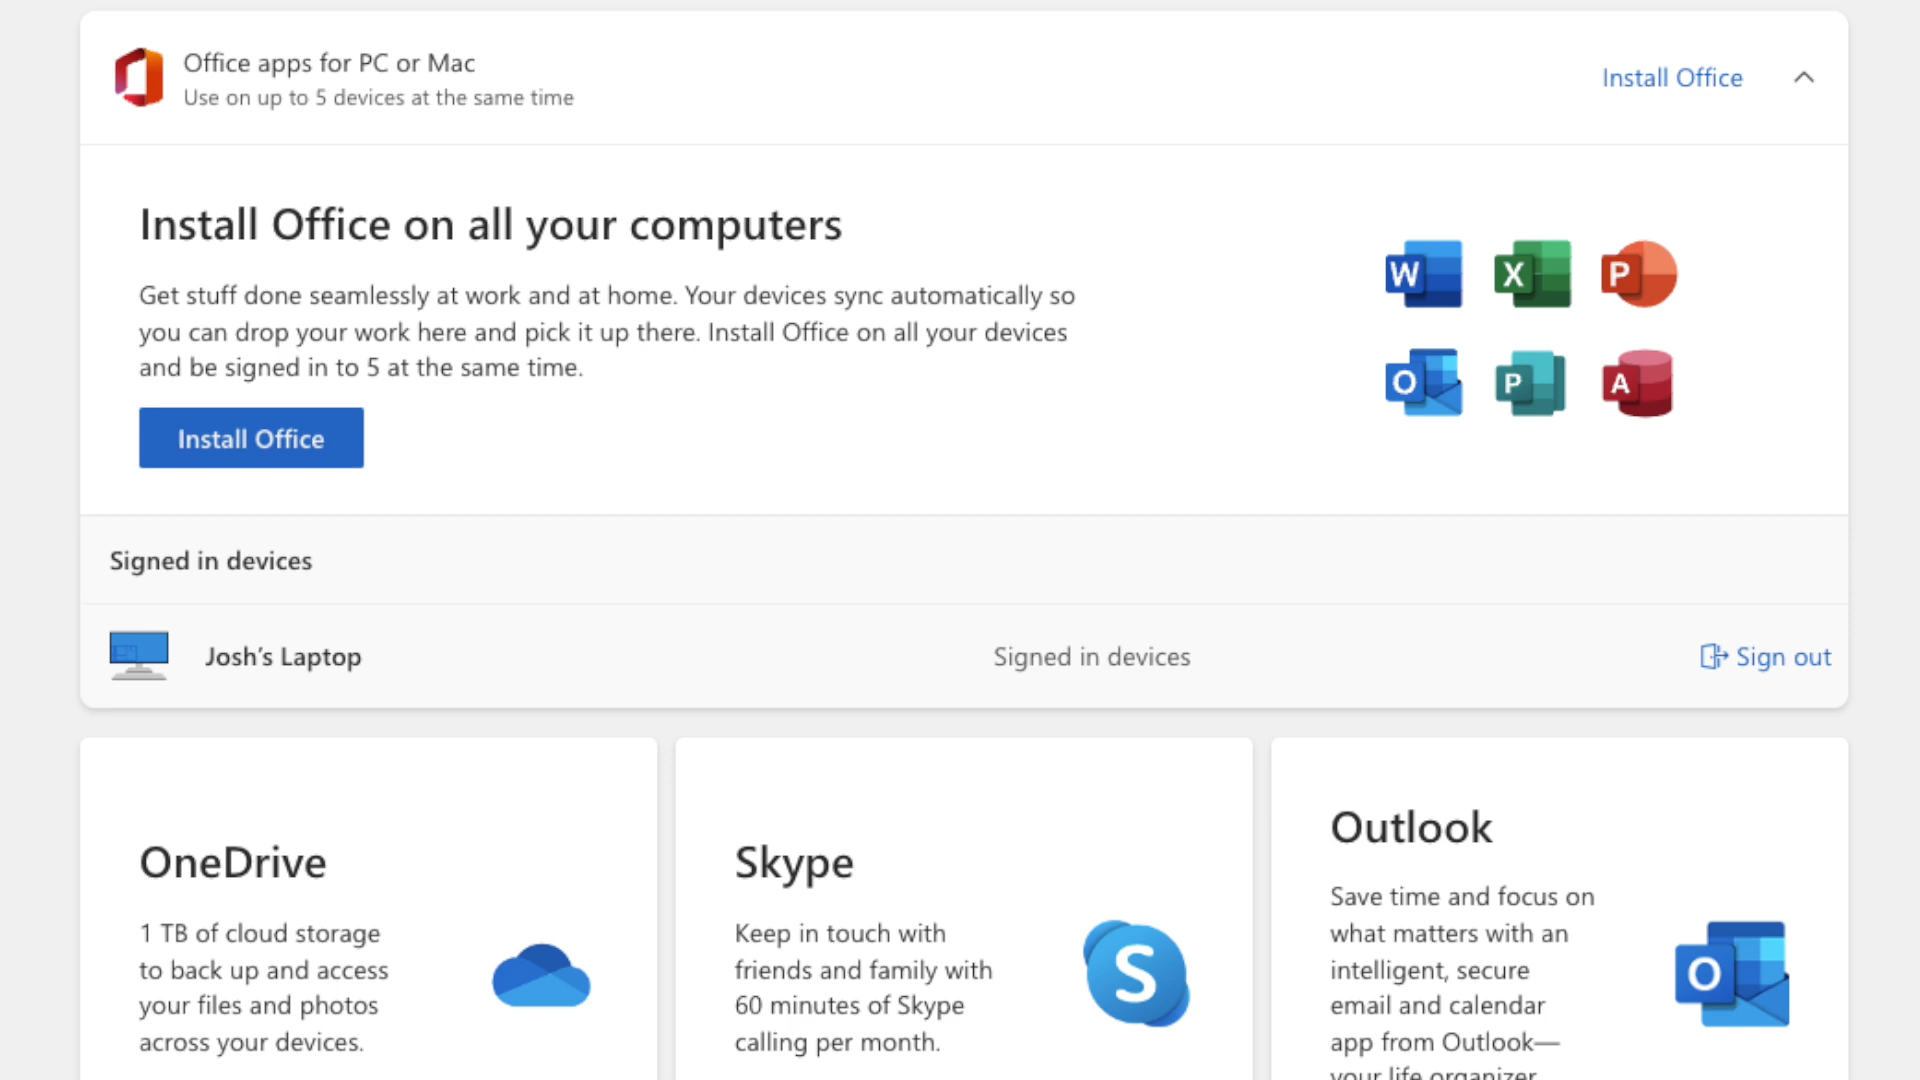 Office apps for PC or Mac
Use on up to 5 devices at the same time
Install Office
Install Office on all your computers
Get stuff done seamlessly at work and at home. Your devices sync automatically so
you can drop your work here and pick it up there. Install Office on all your devices
and be signed in to 5 at the same time.
Install Office
W X P
O P A
Signed in devices
Josh's Laptop Signed in devices Sign out
OneDrive
1 TB of cloud storage
to back up and access
your files and photos
across your devices.
Skype
Keep in touch with
friends and family with
60 minutes of Skype
calling per month.
S
Outlook
Save time and focus on
what matters with an
intelligent, secure
email and calendar
app from Outlook—
your life organizer
O